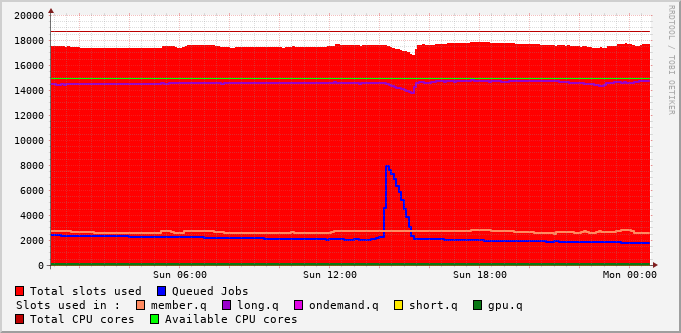 20000
18000
16000
14000
12000
10000
8000
6000
4000
2000
0
Sun 06:00 Sun 12:00 Sun 18:00 Mon 00:00
RRDTOOL / TOBI OETIKER
Total slots used Queued Jobs
Slots used in : member.q long.q ondemand.q short.q gpu.q
Total CPU cores Available CPU cores